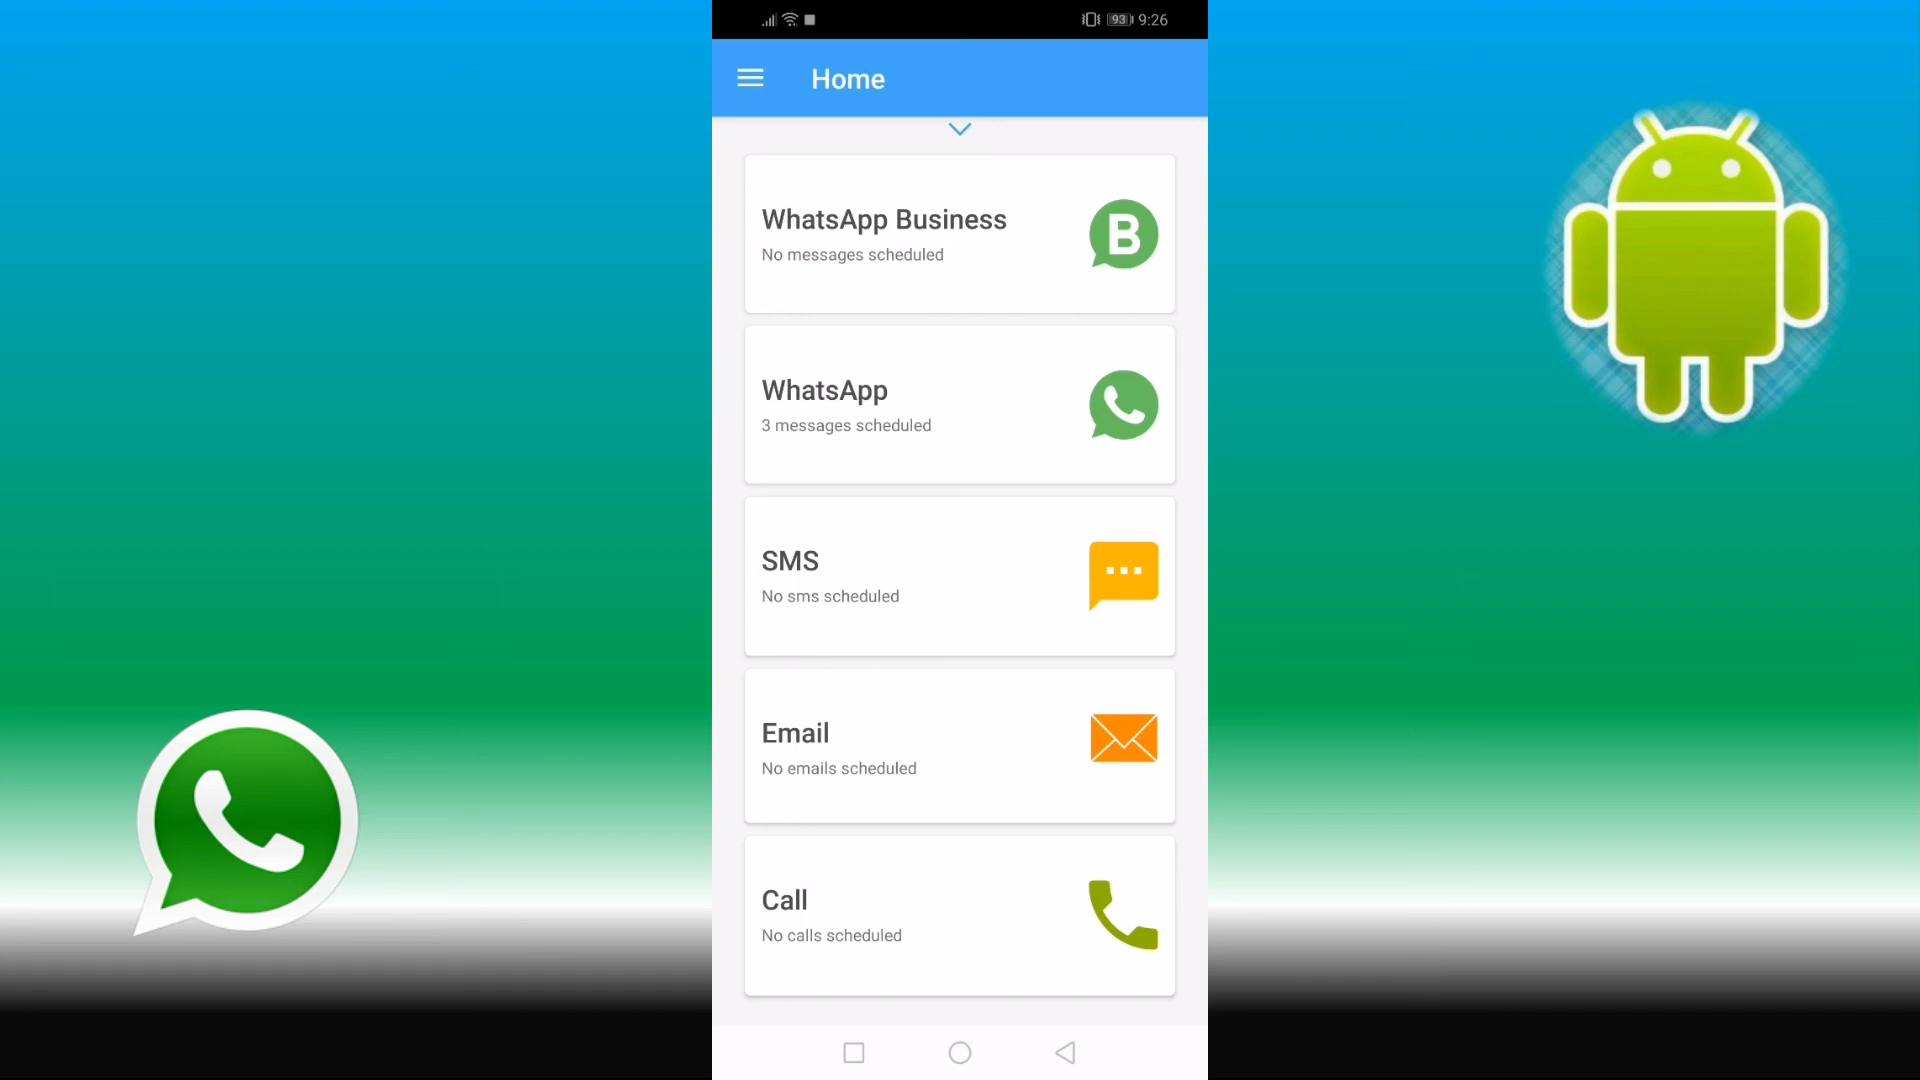 93 9:26
Home
WhatsApp Business
No messages scheduled
B
WhatsApp
3 messages scheduled
SMS
No sms scheduled
Email
No emails scheduled
Call
No calls scheduled